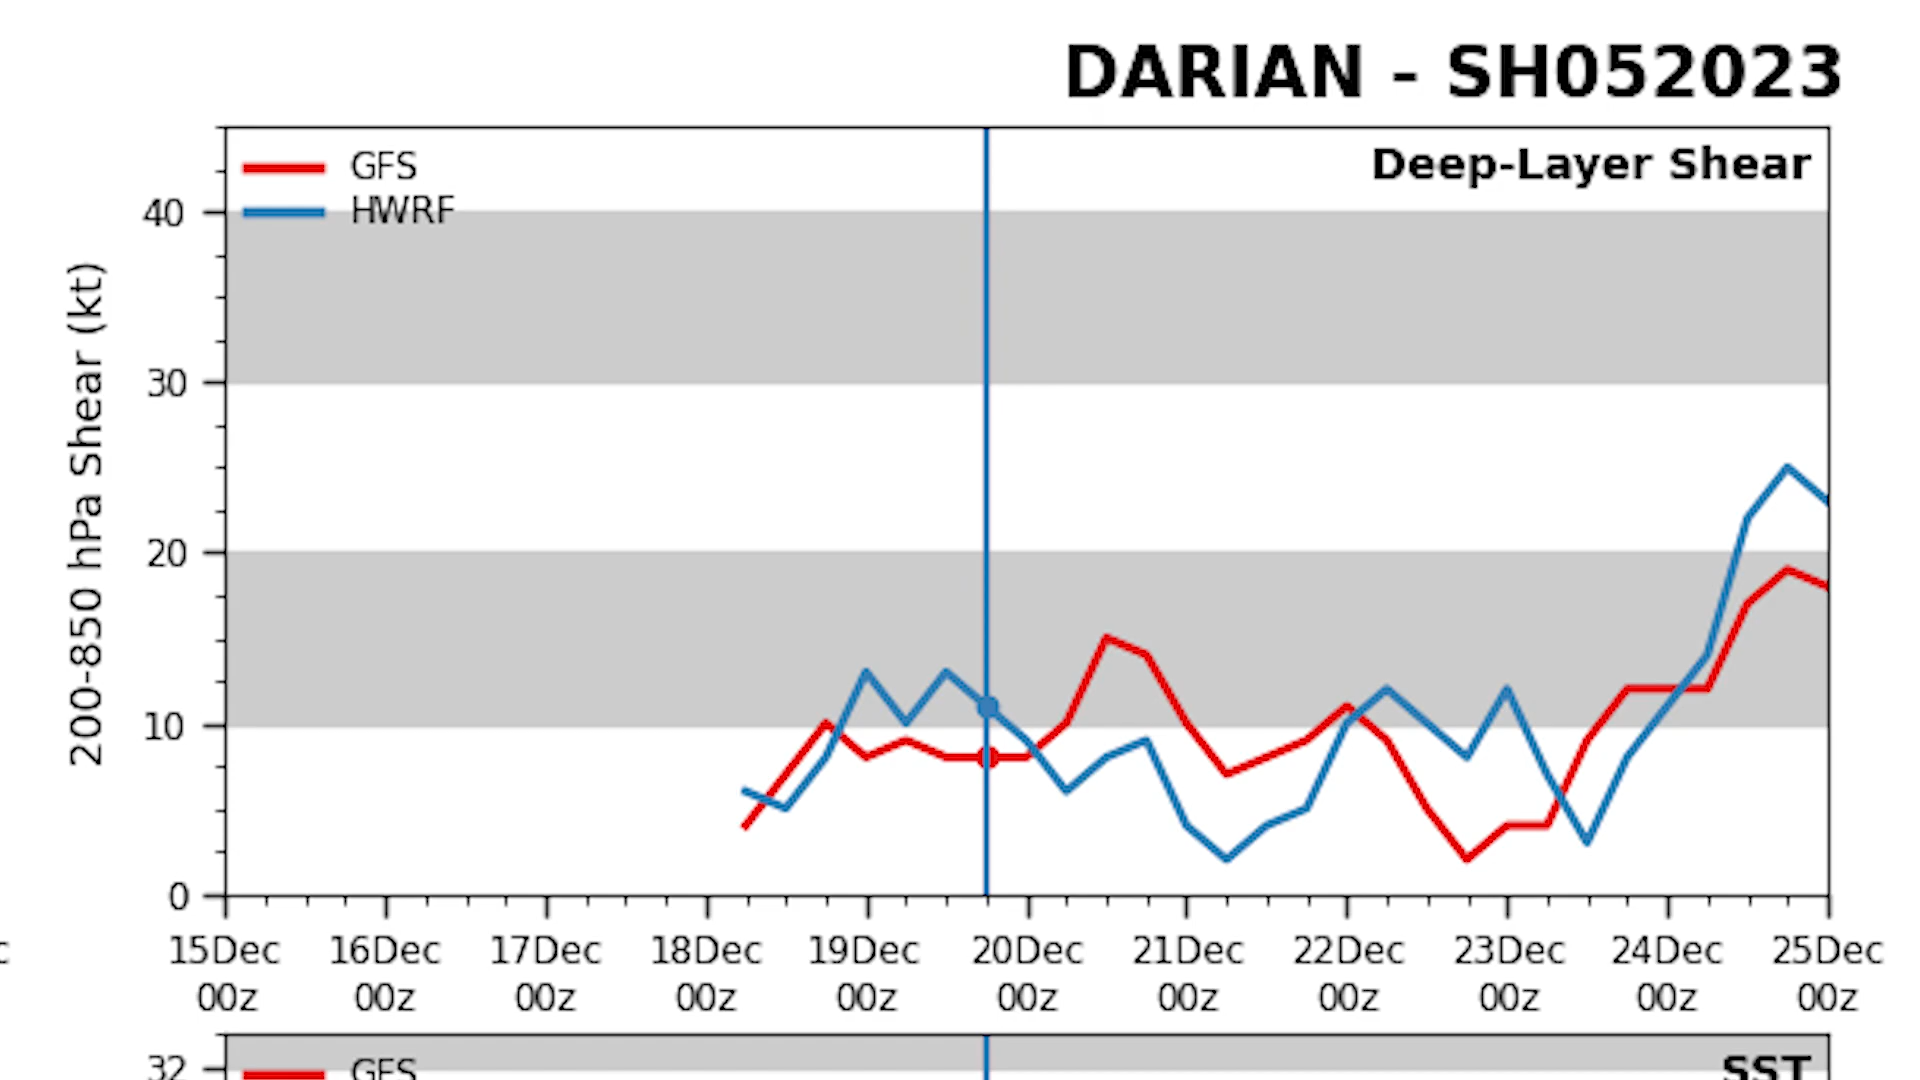 DARIAN - SH052023
Deep-Layer Shear
GFS
HWRF
200-850 hPa Shear (kt)
40
30
20
10
0
15Dec 16Dec 17Dec 18Dec 19Dec 20Dec 21Dec 22Dec 23Dec 24Dec 25Dec
00z 00z 00z 00z 00z 00z 00z 00z 00z 00z 00z
32
GFS
SST